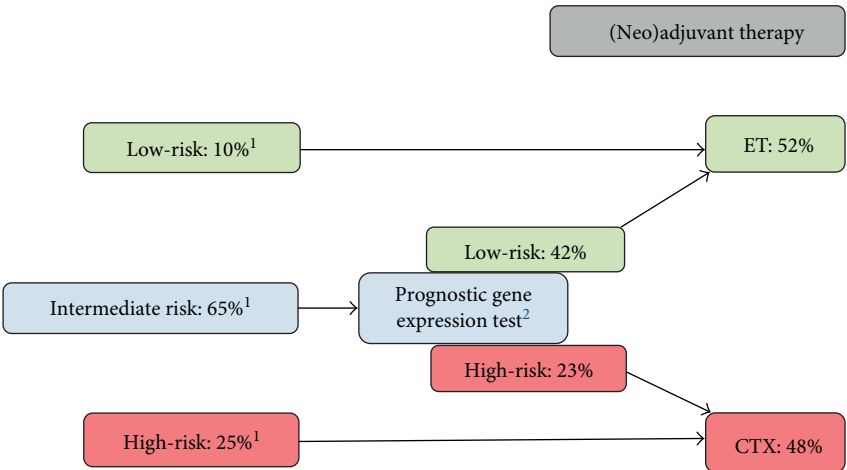 (Neo)adjuvant therapy
Low-risk: 10%¹
ET: 52%
Low-risk: 42%
Intermediate risk: 65%¹
Prognostic gene
expression test²
High-risk: 23%
High-risk: 25%¹
CTX: 48%